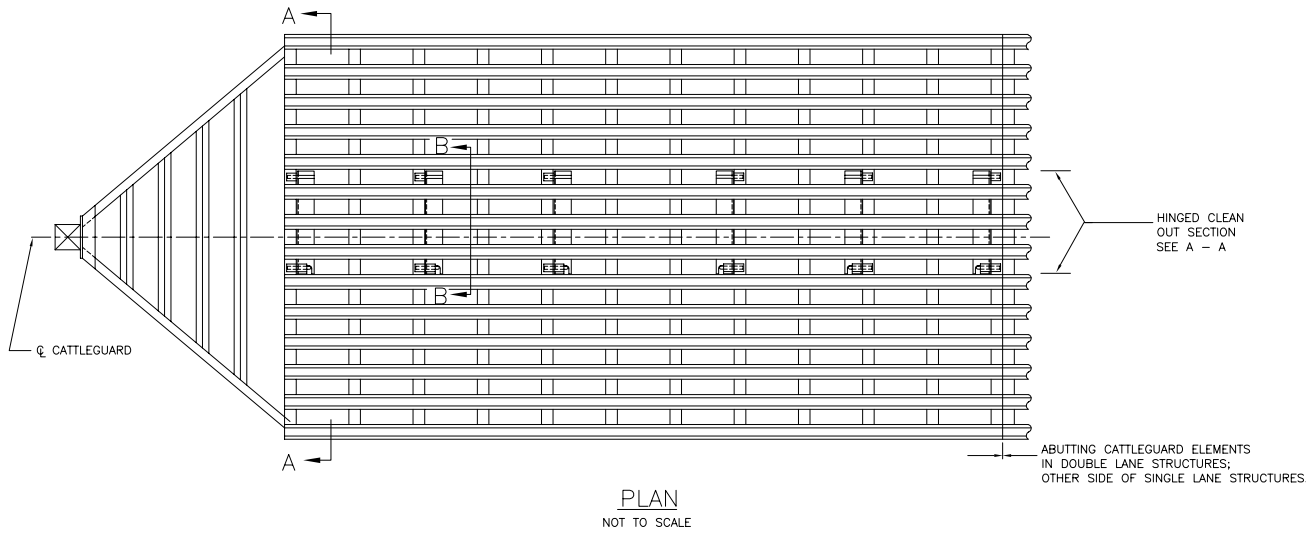 A
B
HINGED CLEAN
OUT SECTION
SEE A – A
B
℄ CATTLEGUARD
A
ABUTTING CATTLEGUARD ELEMENTS
IN DOUBLE LANE STRUCTURES;
OTHER SIDE OF SINGLE LANE STRUCTURES.
PLAN
NOT TO SCALE